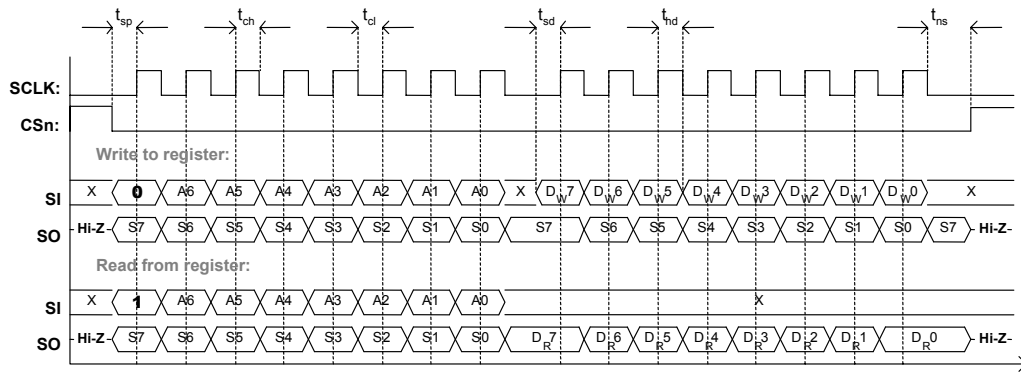 tsp tch tcl tsd thd tns
SCLK:
CSn:
Write to register:
SI X 0 A6 A5 A4 A3 A2 A1 A0 X DW7 DW6 DW5 DW4 DW3 DW2 DW1 DW0 X
SO Hi-Z S7 S6 S5 S4 S3 S2 S1 S0 S7 S6 S5 S4 S3 S2 S1 S0 S7 Hi-Z
Read from register:
SI X 1 A6 A5 A4 A3 A2 A1 A0 X
SO Hi-Z S7 S6 S5 S4 S3 S2 S1 S0 DR7 DR6 DR5 DR4 DR3 DR2 DR1 DR0 Hi-Z